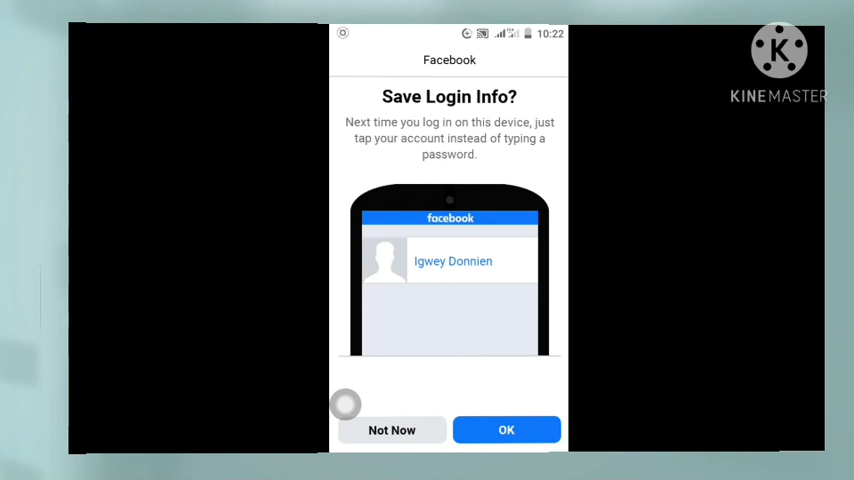 10:22
Facebook
Save Login Info?
Next time you log in on this device, just
tap your account instead of typing a
password.
facebook
Igwey Donnien
Not Now
OK
K
KINEMASTER